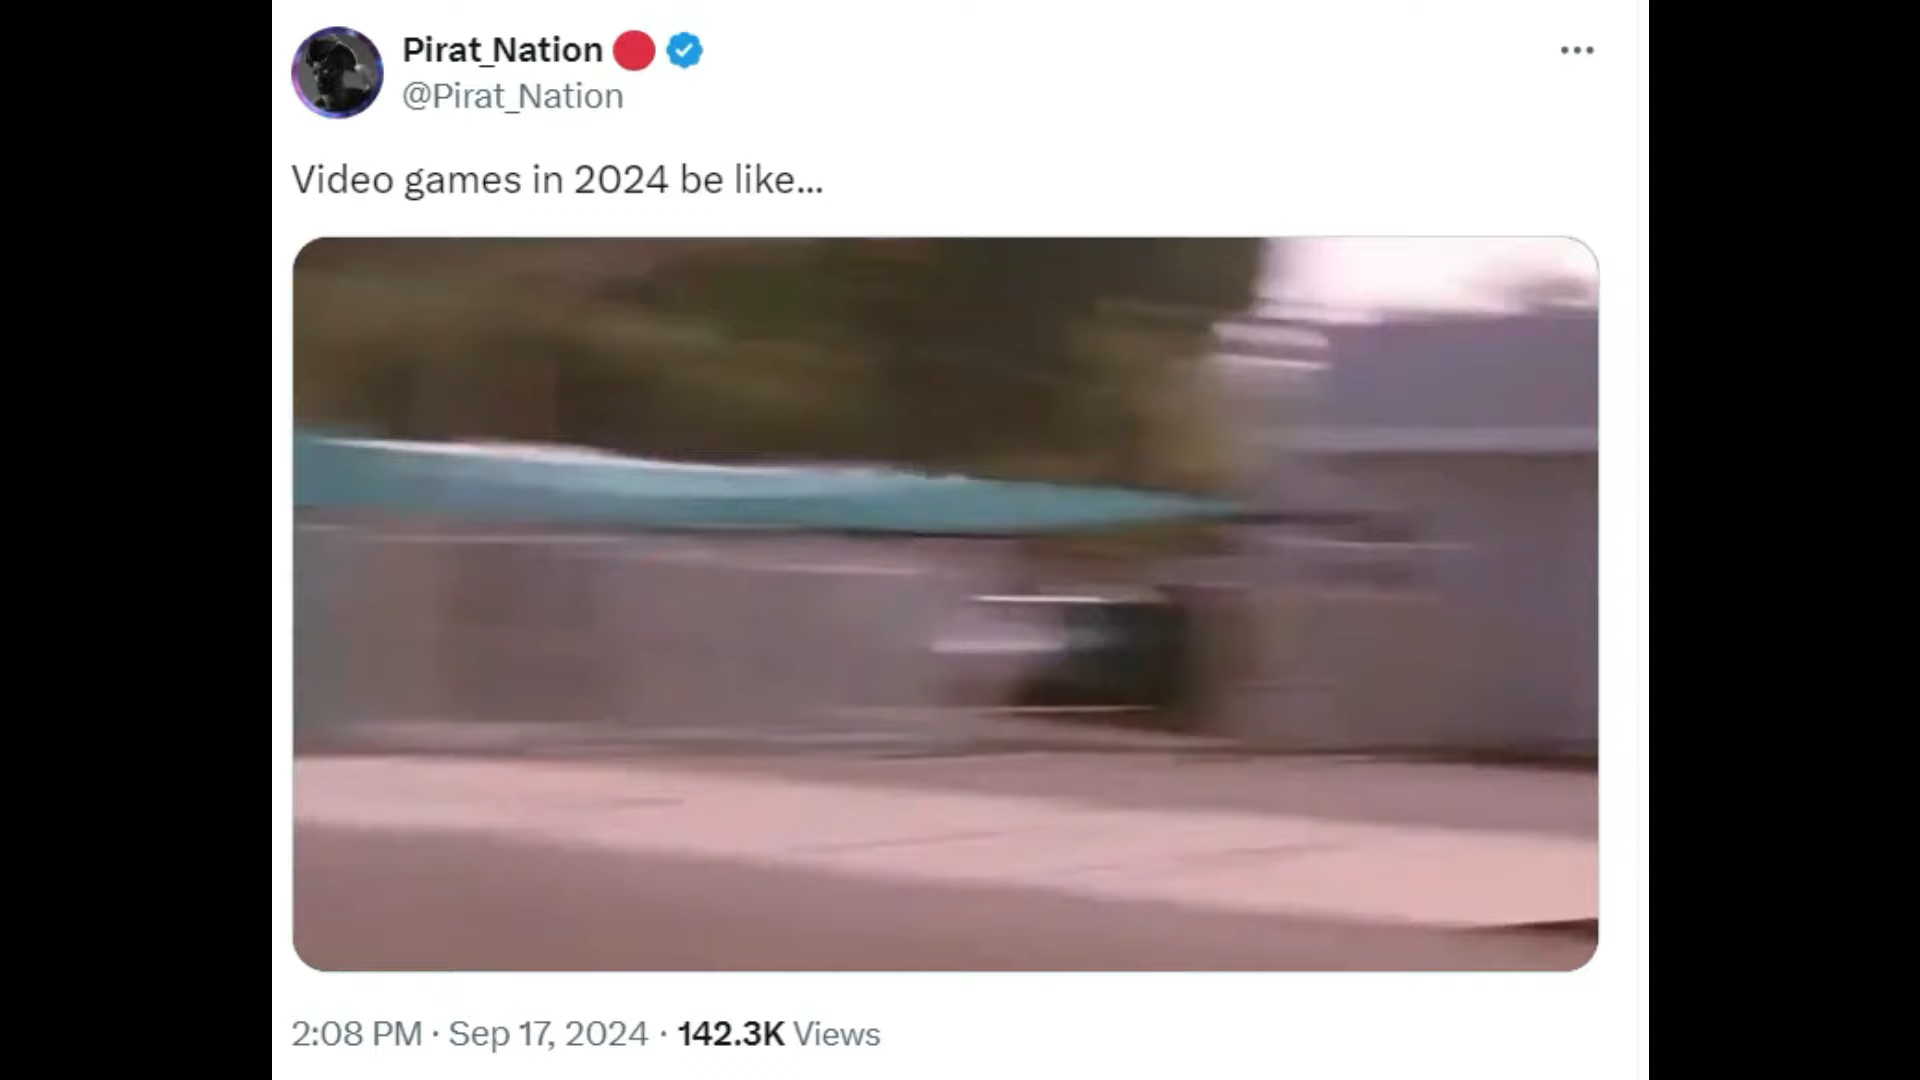 Pirat_Nation
@Pirat_Nation
Video games in 2024 be like...
2:08 PM · Sep 17, 2024 · 142.3K Views